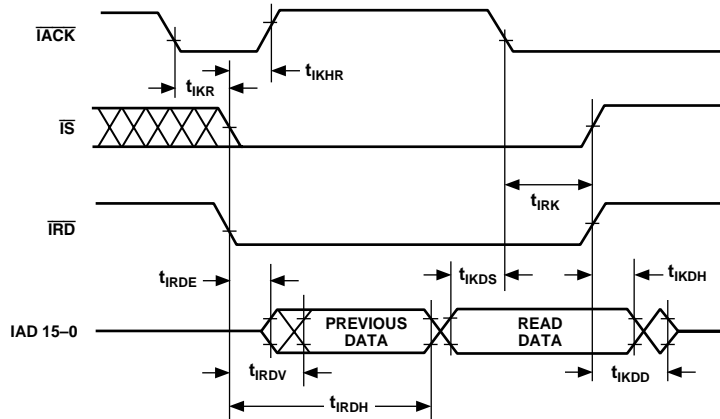 IACK
tIKR
tIKHR
IS
tIRK
IRD
tIRDE
tIKDS
tIKDH
IAD 15–0
PREVIOUS
DATA
READ
DATA
tIRDV
tIKDD
tIRDH